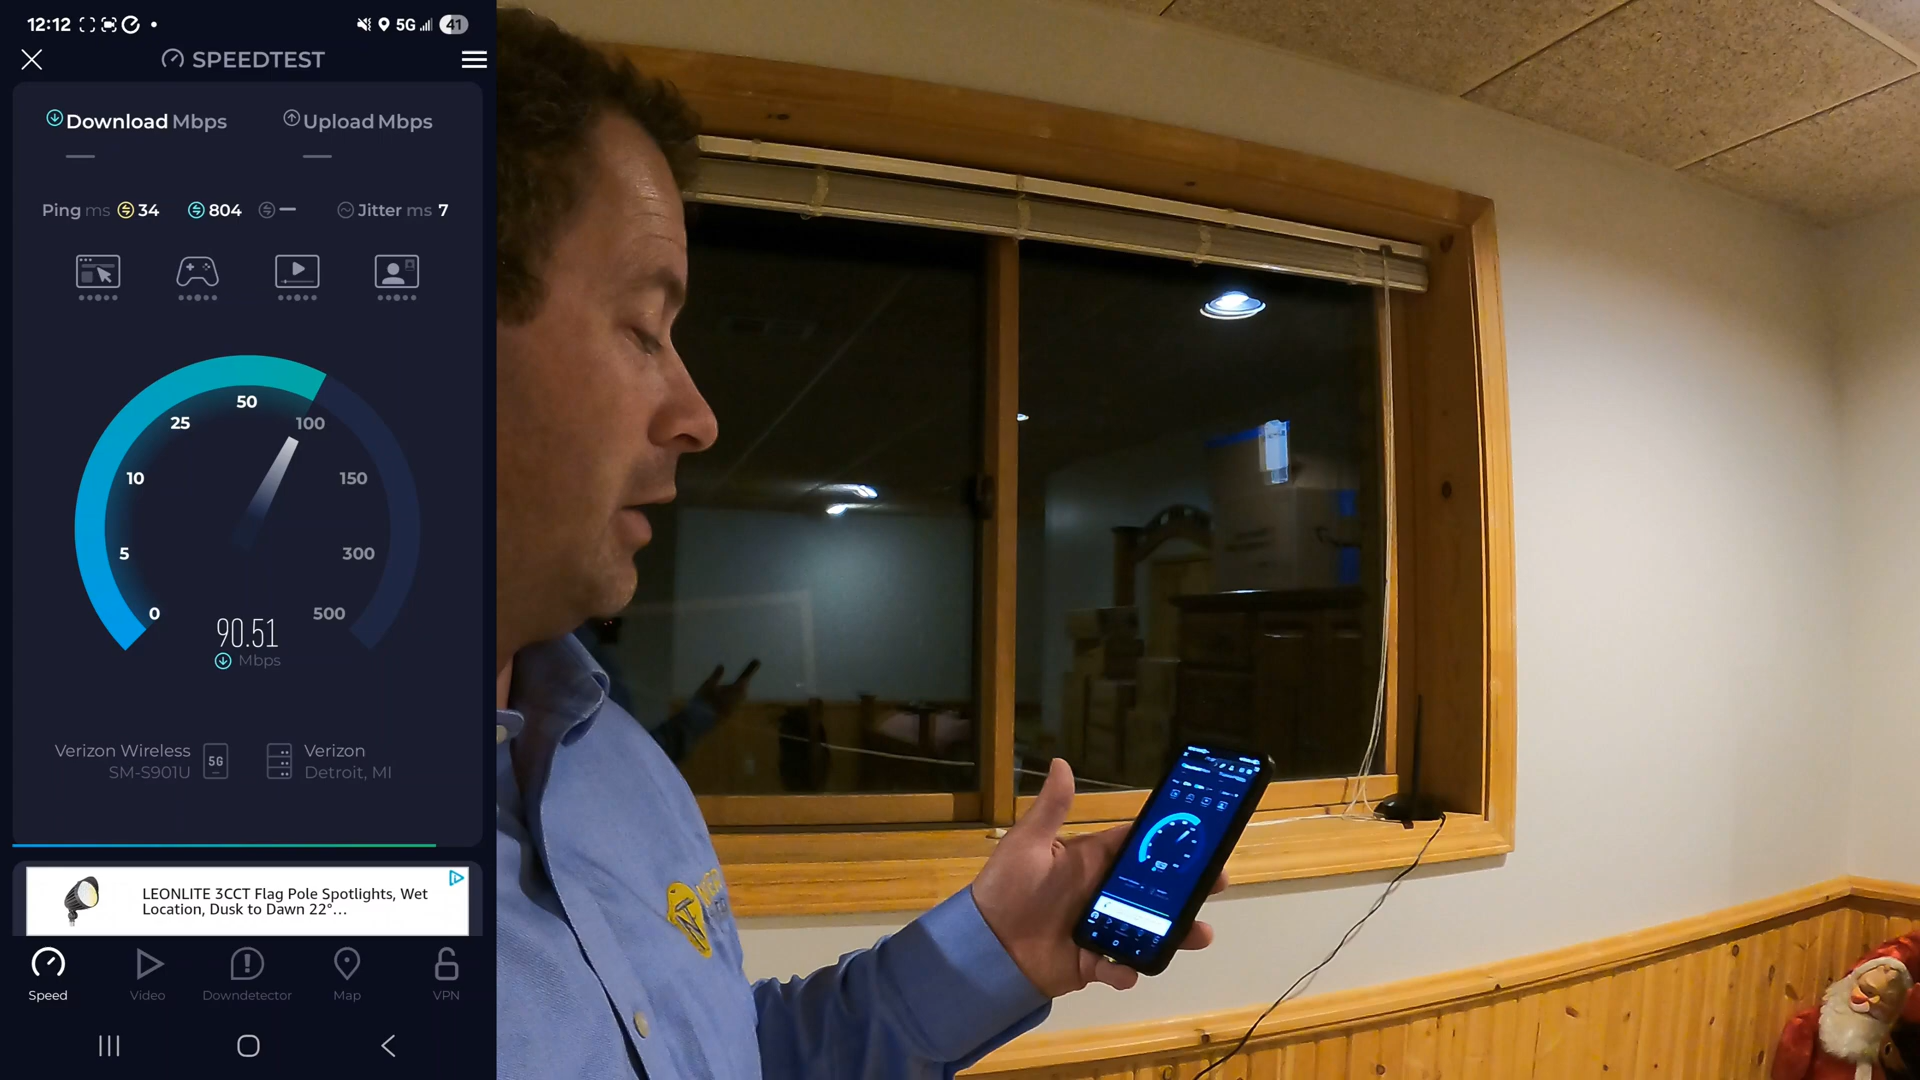 12:12 5G 41
SPEEDTEST
Download Mbps Upload Mbps
Ping ms 34 804 — Jitter ms 7
50
25 100
10 150
5 300
0 500
90.51
Mbps
Verizon Wireless 5G Verizon
SM-S901U Detroit, MI
LEONLITE 3CCT Flag Pole Spotlights, Wet
Location, Dusk to Dawn 22°...
Speed Video Downdetector Map VPN